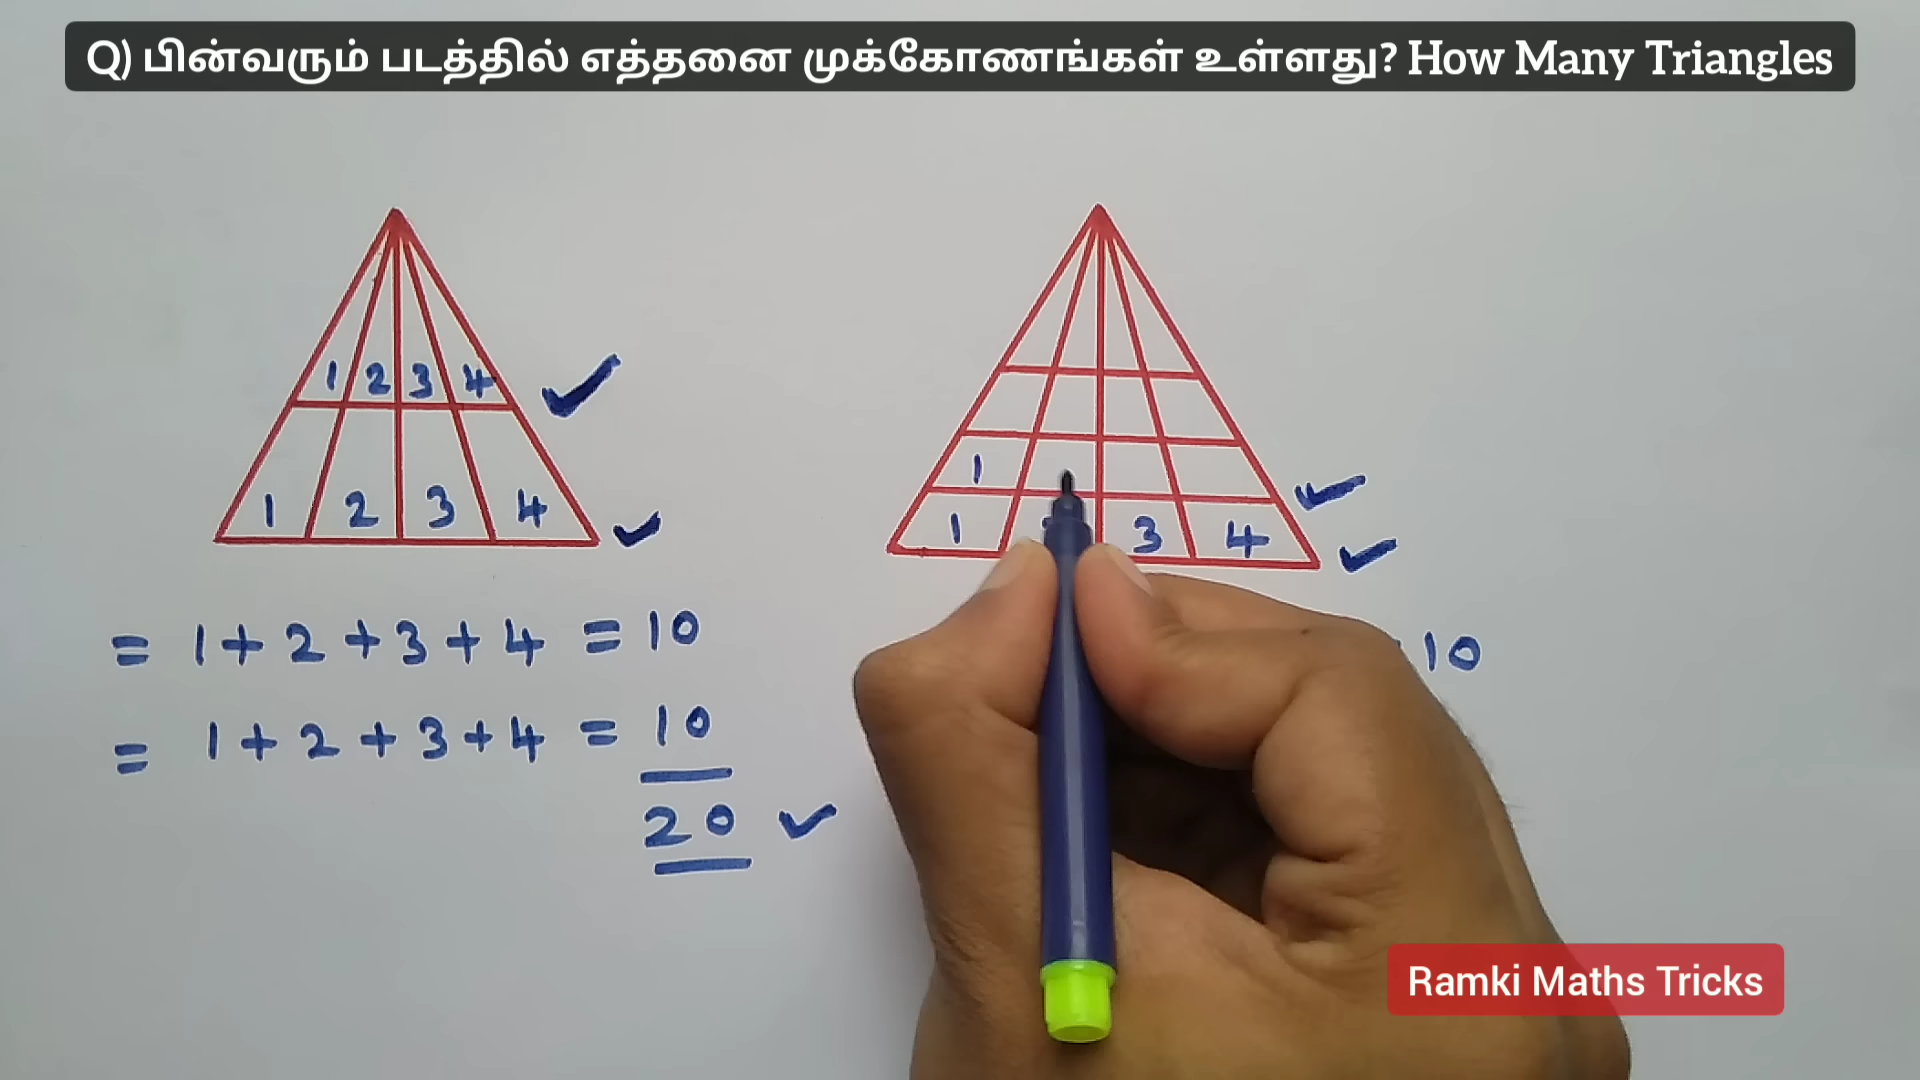 Q) பின்வரும் படத்தில் எத்தனை முக்கோணங்கள் உள்ளது? How Many Triangles
1 2 3 4
1 2 3 4
1
1 3 4
= 1 + 2 + 3 + 4 = 10
10
= 1 + 2 + 3 + 4 = 10
20
Ramki Maths Tricks